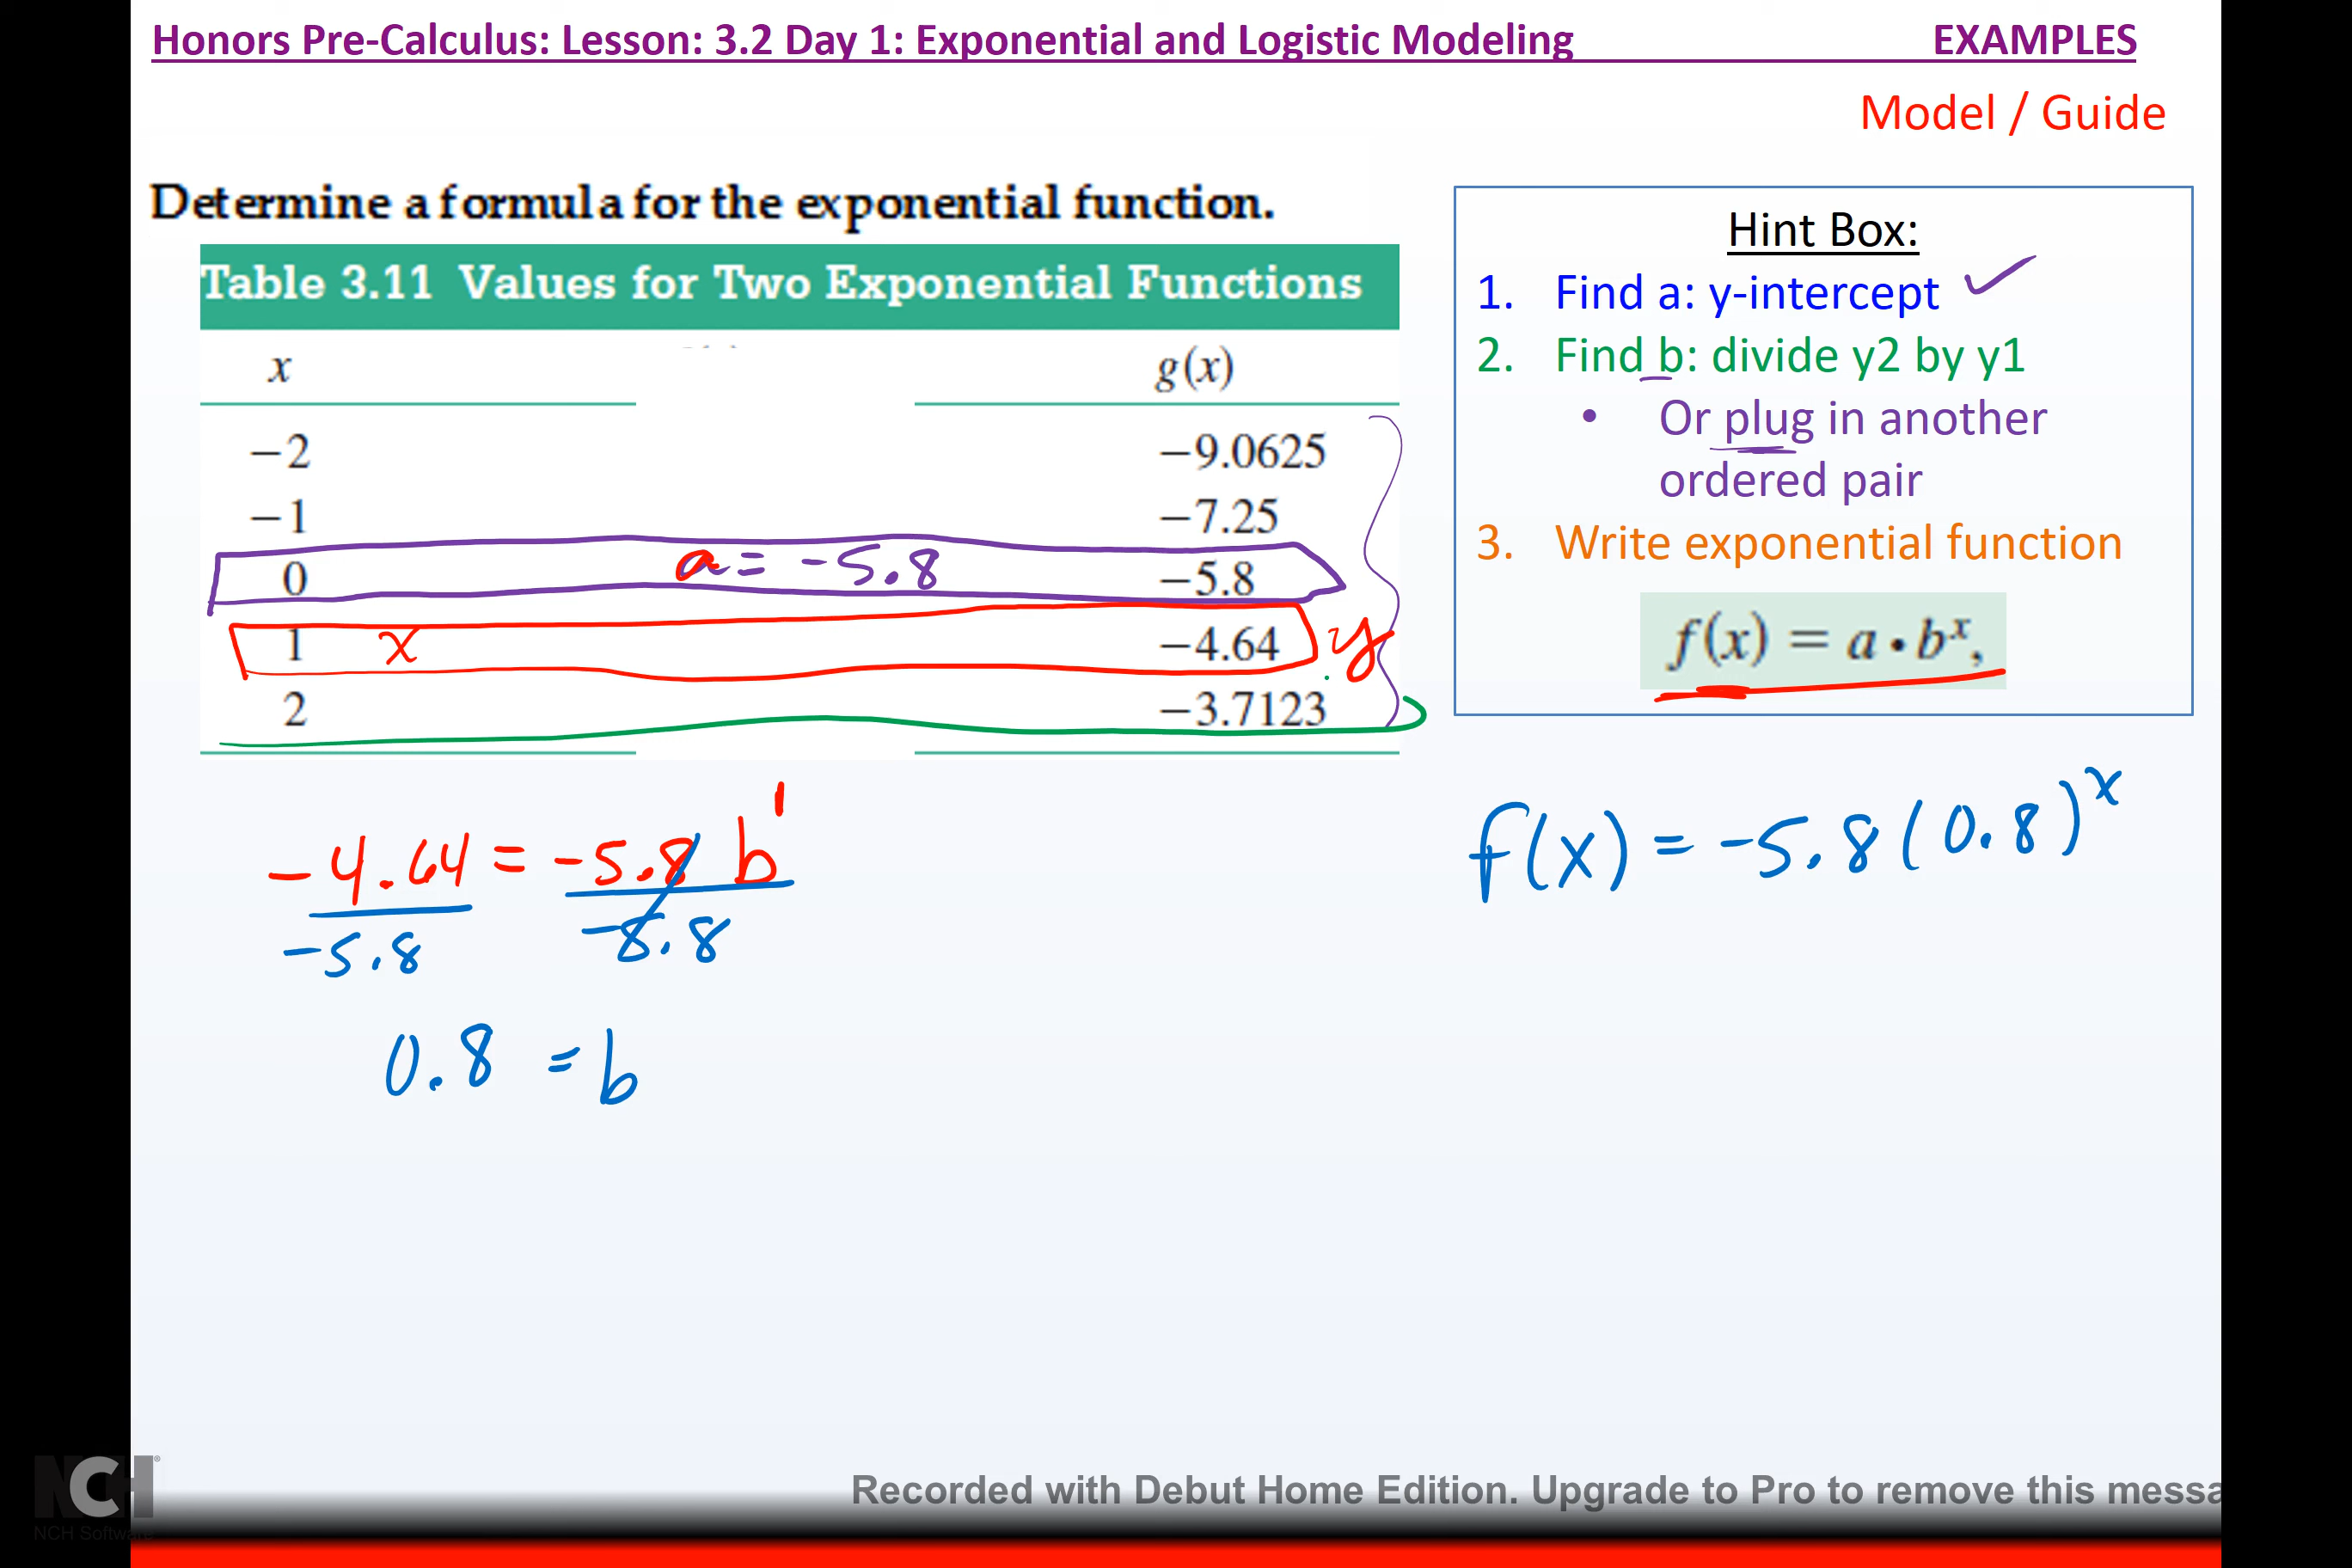 Honors Pre-Calculus: Lesson: 3.2 Day 1: Exponential and Logistic Modeling EXAMPLES
Model / Guide
Determine a formula for the exponential function.
Table 3.11 Values for Two Exponential Functions
x g(x)
−2 −9.0625
−1 −7.25
0 a = -5.8 −5.8
1 x −4.64 y
2 −3.7123
Hint Box:
1. Find a: y-intercept ✓
2. Find b: divide y2 by y1
• Or plug in another
ordered pair
3. Write exponential function
f(x) = a • bˣ,
-4.64 = -5.8 b¹
-5.8 -5.8
0.8 = b
f(x) = -5.8(0.8)ˣ
NCH®
NCH Software
Recorded with Debut Home Edition. Upgrade to Pro to remove this messa